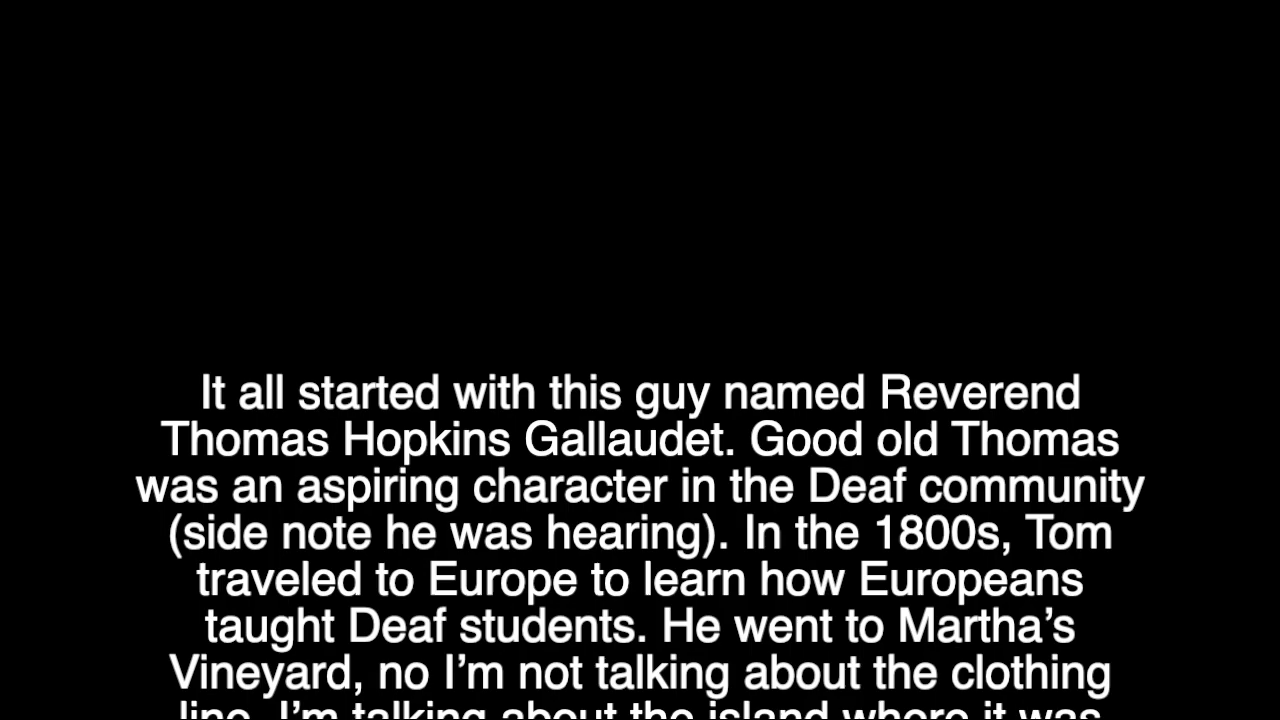 It all started with this guy named Reverend
Thomas Hopkins Gallaudet. Good old Thomas
was an aspiring character in the Deaf community
(side note he was hearing). In the 1800s, Tom
traveled to Europe to learn how Europeans
taught Deaf students. He went to Martha’s
Vineyard, no I’m not talking about the clothing
line, I’m talking about the island where it was